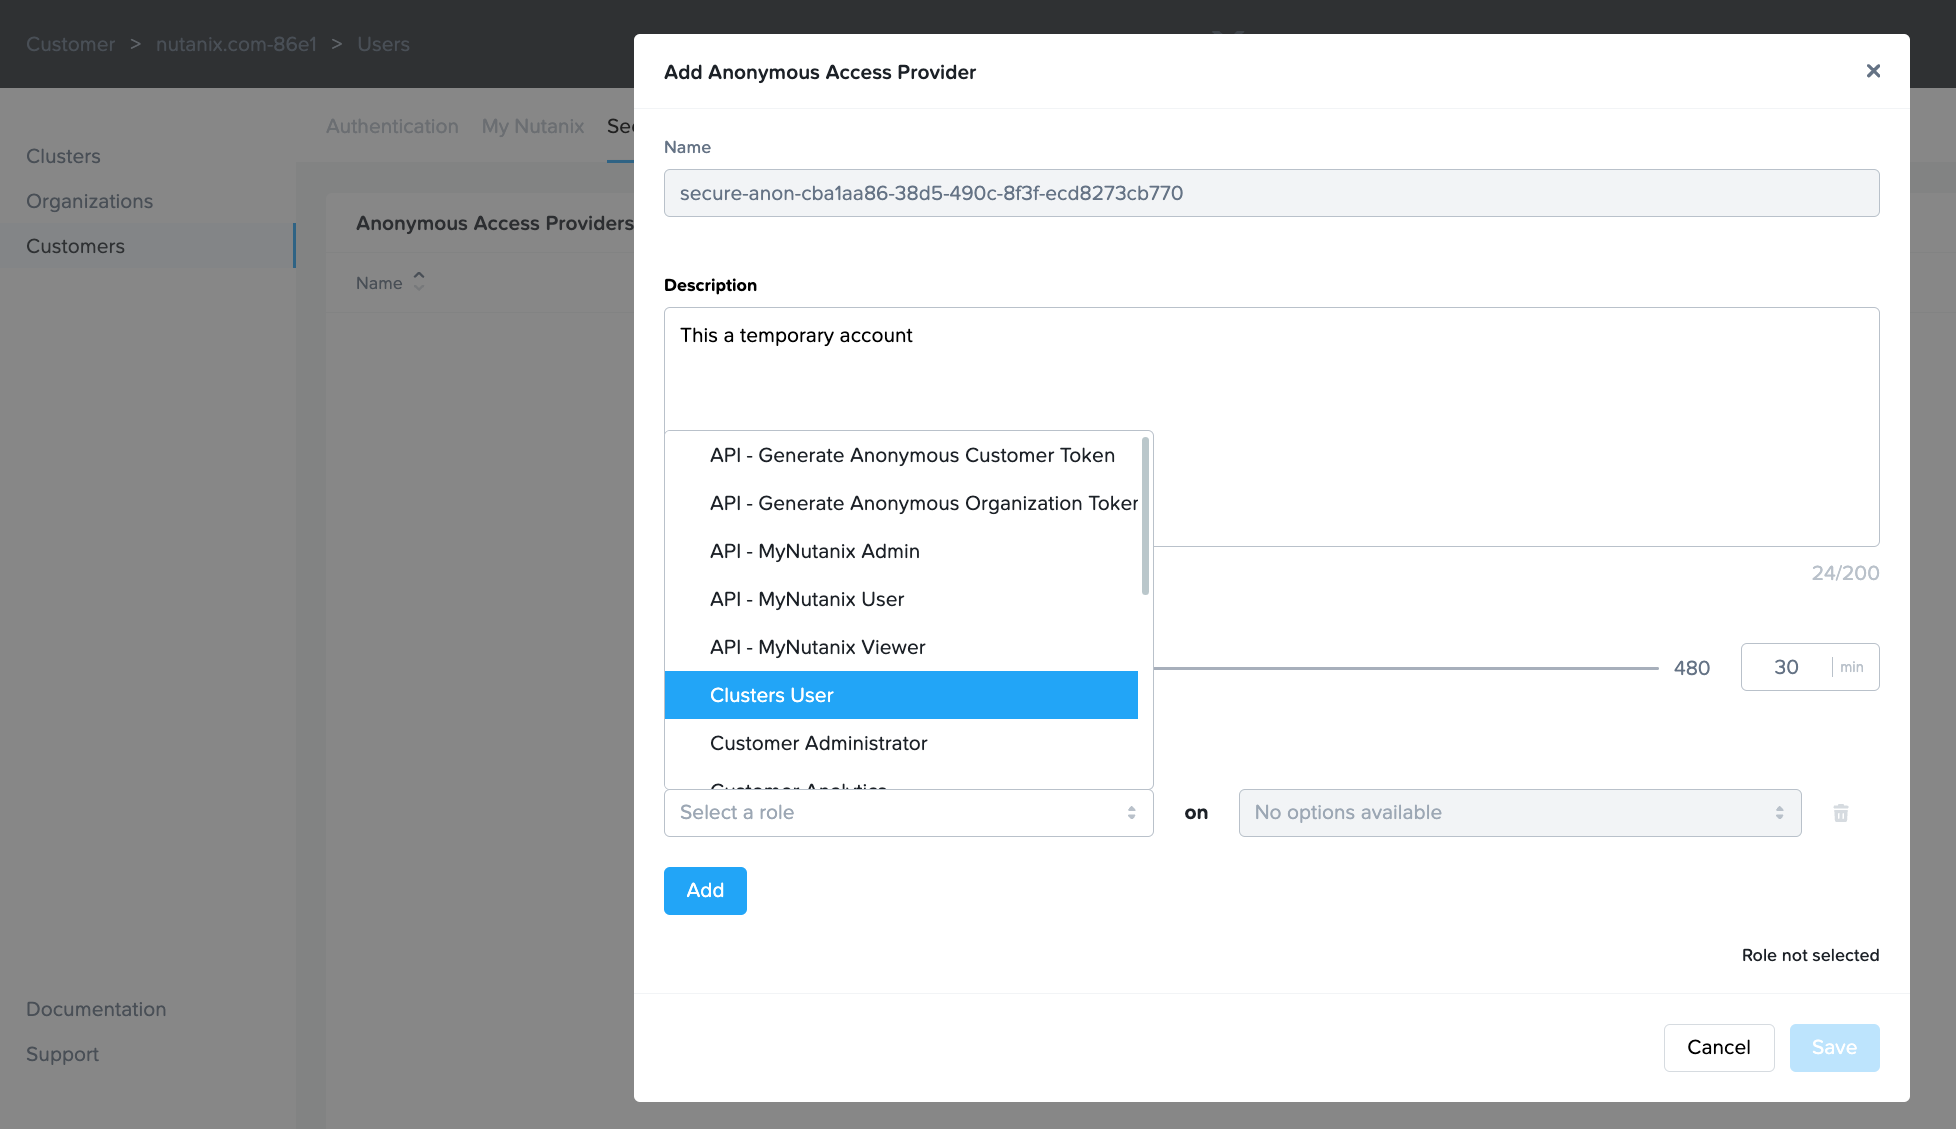 Customer > nutanix.com-86e1 > Users
Clusters
Organizations
Customers
Documentation
Support
Authentication My Nutanix
Anonymous Access Providers
Name
Add Anonymous Access Provider
Name
secure-anon-cba1aa86-38d5-490c-8f3f-ecd8273cb770
Description
This a temporary account
24/200
API - Generate Anonymous Customer Token
API - Generate Anonymous Organization Token
API - MyNutanix Admin
API - MyNutanix User
API - MyNutanix Viewer
Clusters User
Customer Administrator
Customer Analytics
480 30 min
Select a role on No options available
Add
Role not selected
Cancel Save